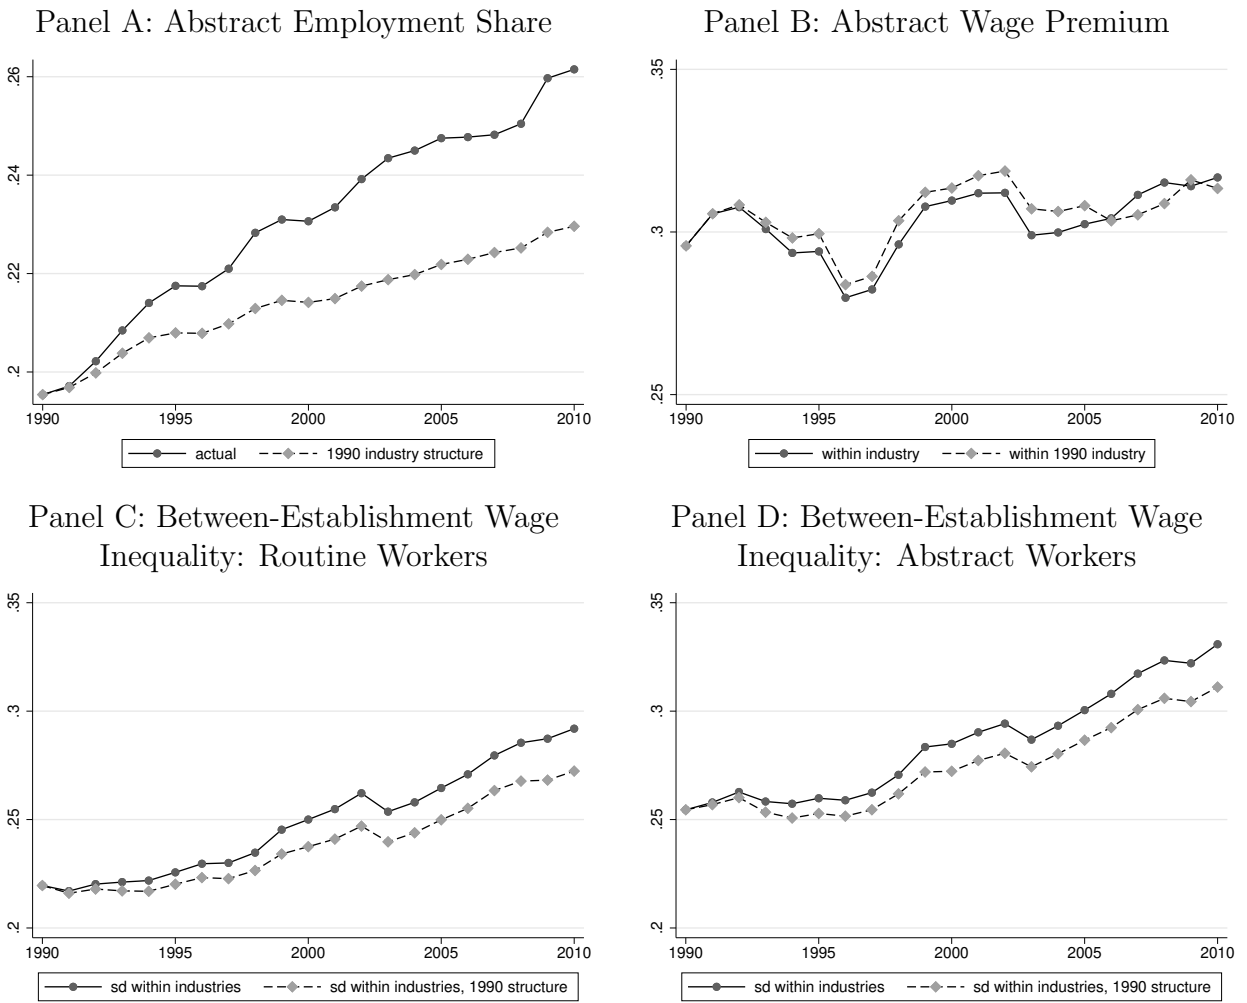 Panel A: Abstract Employment Share
.26
.24
.22
.2
1990 1995 2000 2005 2010
actual 1990 industry structure
Panel B: Abstract Wage Premium
.35
.3
.25
1990 1995 2000 2005 2010
within industry within 1990 industry
Panel C: Between-Establishment Wage
Inequality: Routine Workers
.35
.3
.25
.2
1990 1995 2000 2005 2010
sd within industries sd within industries, 1990 structure
Panel D: Between-Establishment Wage
Inequality: Abstract Workers
.35
.3
.25
.2
1990 1995 2000 2005 2010
sd within industries sd within industries, 1990 structure